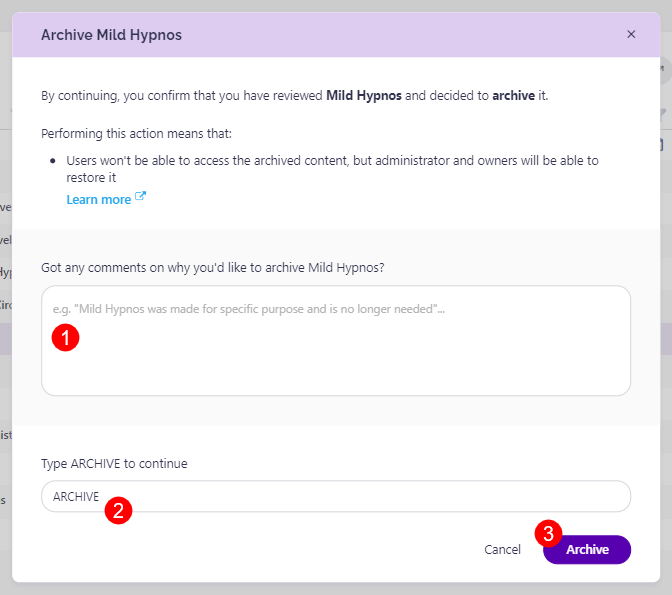 Archive Mild Hypnos
×
By continuing, you confirm that you have reviewed Mild Hypnos and decided to archive it.
Performing this action means that:
• Users won't be able to access the archived content, but administrator and owners will be able to
restore it
Learn more
Got any comments on why you'd like to archive Mild Hypnos?
e.g. "Mild Hypnos was made for specific purpose and is no longer needed"...
1
Type ARCHIVE to continue
ARCHIVE
2
3
Cancel
Archive